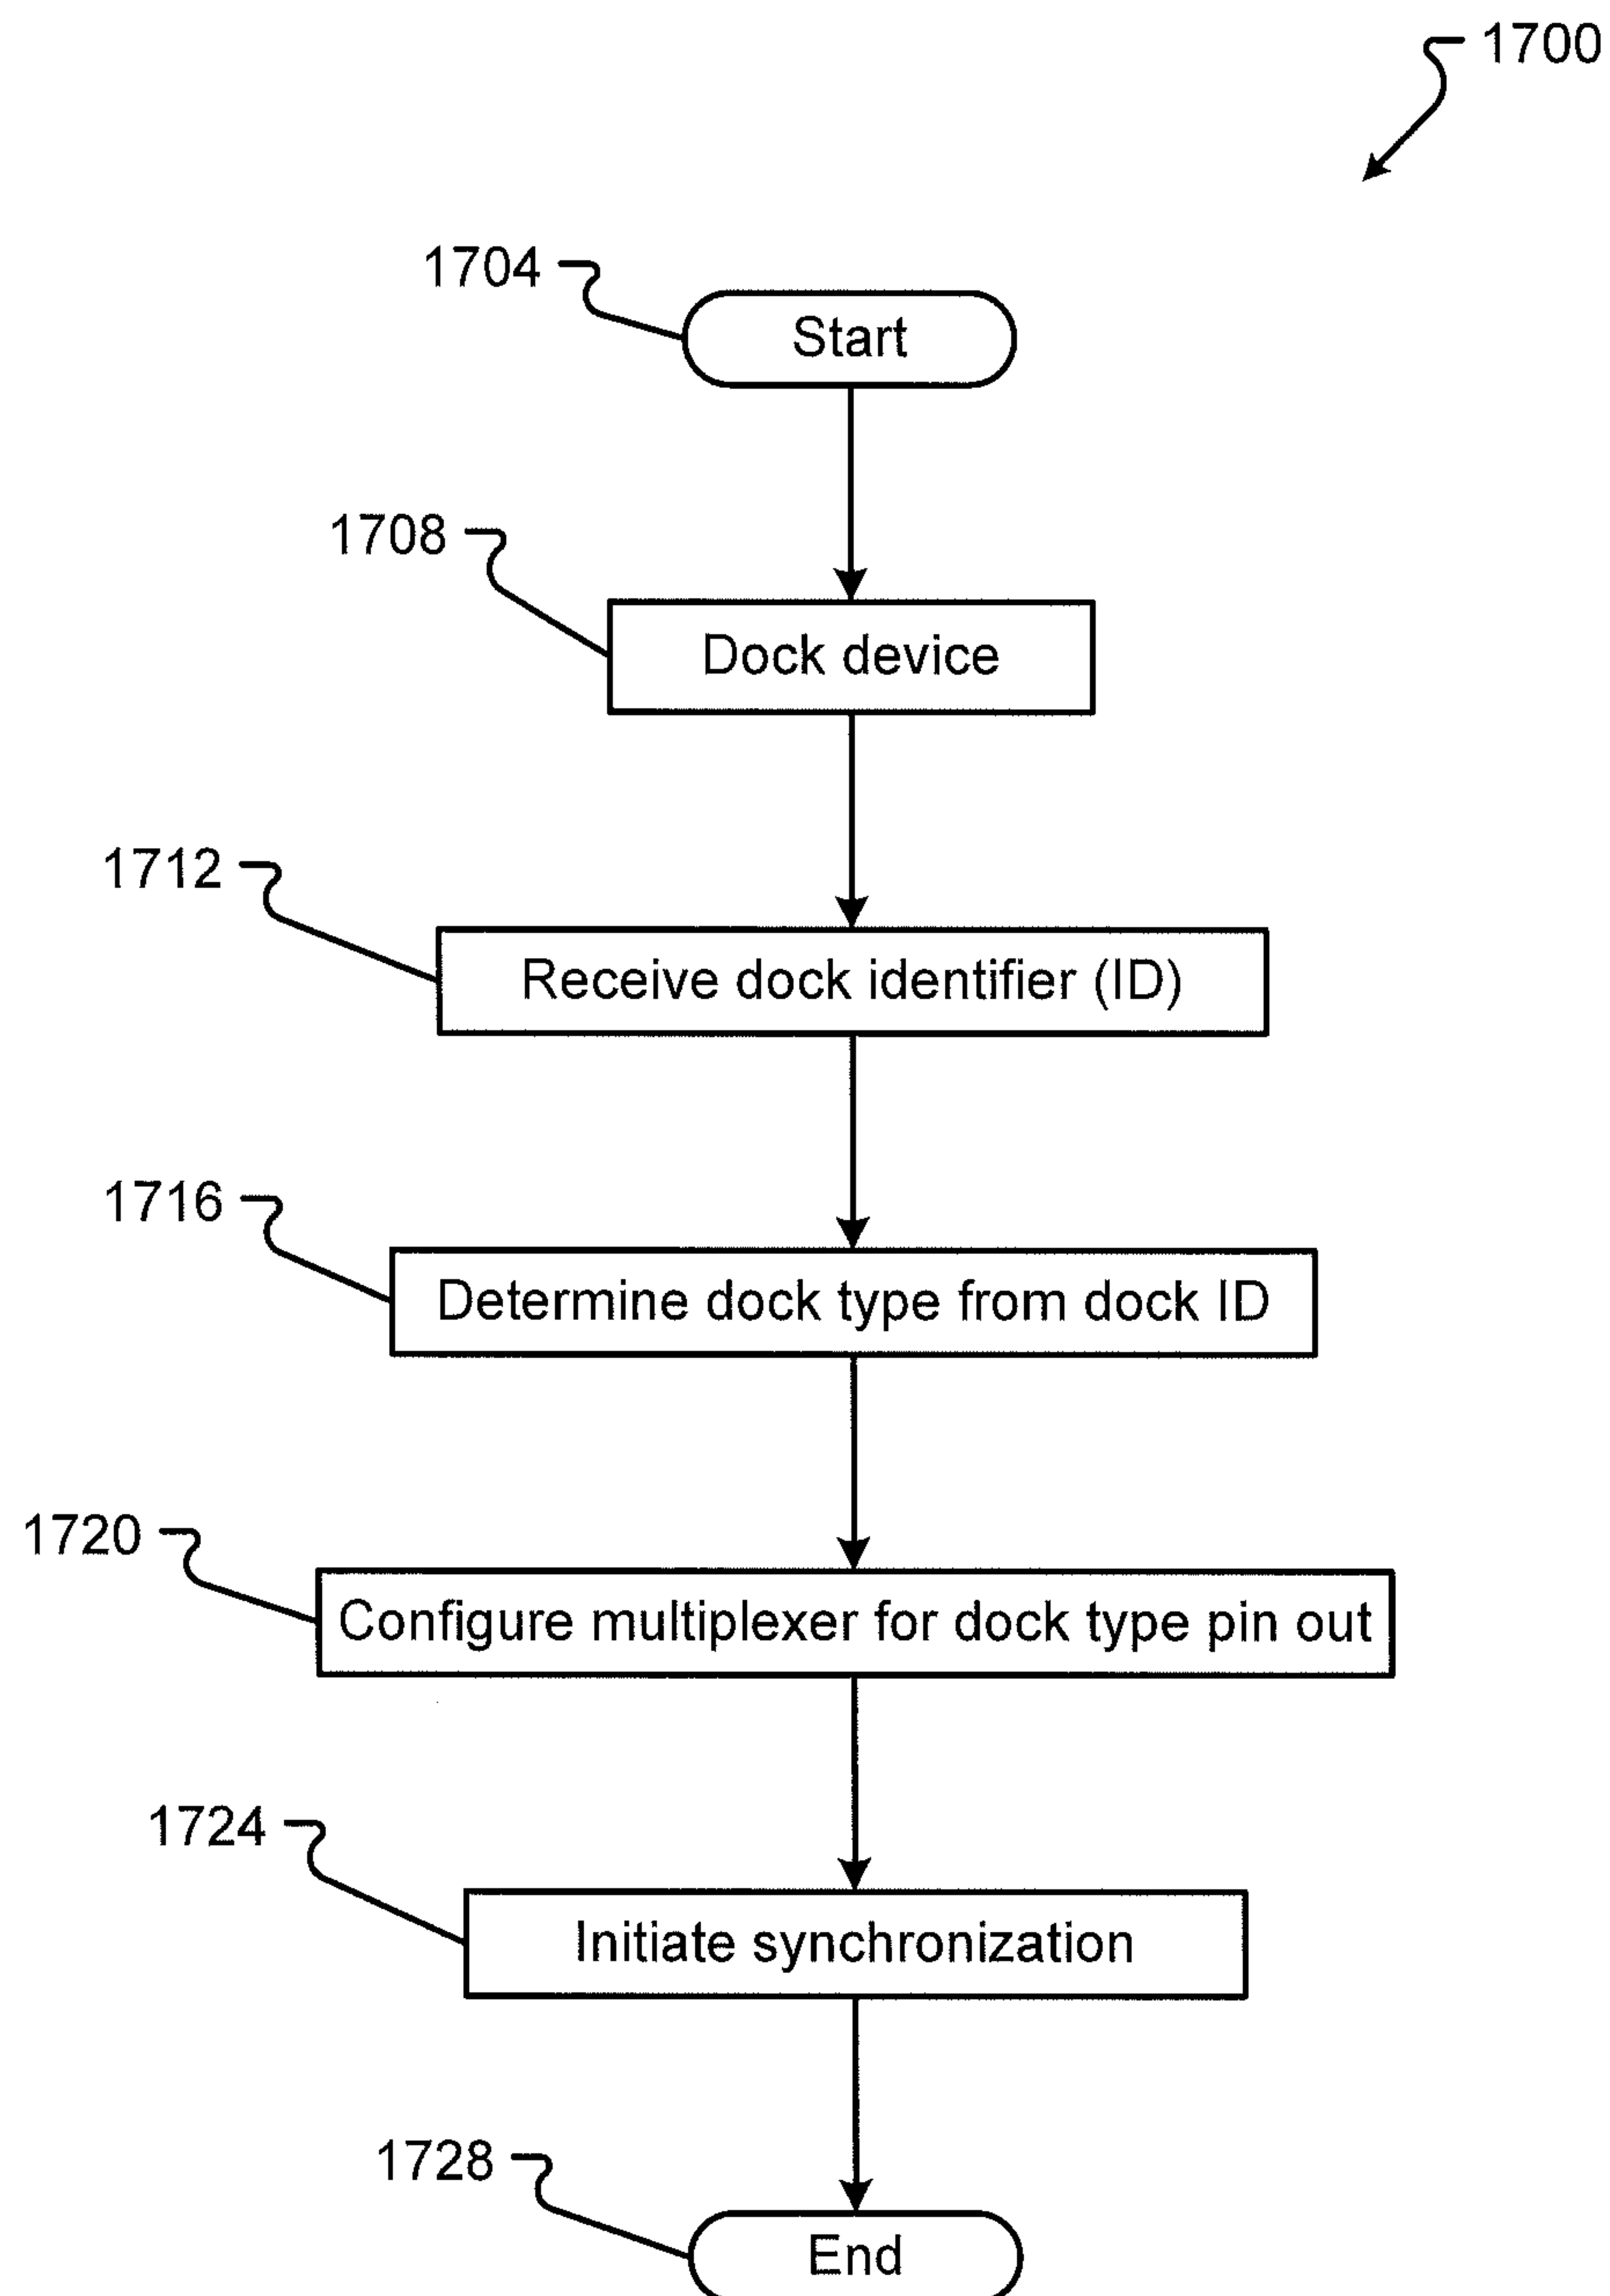 1700
1704
Start
1708
Dock device
1712
Receive dock identifier (ID)
1716
Determine dock type from dock ID
1720
Configure multiplexer for dock type pin out
1724
Initiate synchronization
1728
End